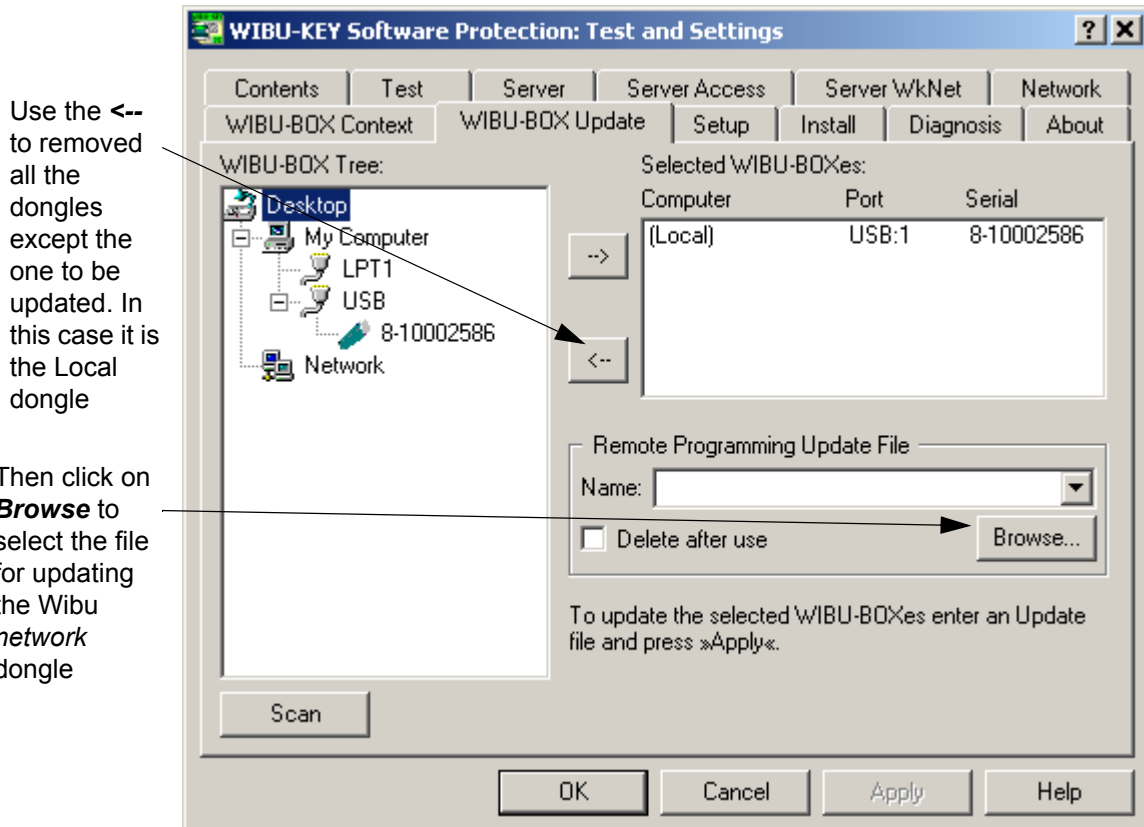 WIBU-KEY Software Protection: Test and Settings
Contents Test Server Server Access Server WkNet Network
WIBU-BOX Context WIBU-BOX Update Setup Install Diagnosis About
Use the <--
to removed
all the
dongles
except the
one to be
updated. In
this case it is
the Local
dongle
Then click on
Browse to
select the file
for updating
the Wibu
network
dongle
WIBU-BOX Tree:
Desktop
My Computer
LPT1
USB
8-10002586
Network
Scan
Selected WIBU-BOXes:
Computer Port Serial
(Local) USB:1 8-10002586
-->
<--
Remote Programming Update File
Name:
Delete after use
Browse...
To update the selected WIBU-BOXes enter an Update
file and press »Apply«.
OK Cancel Apply Help